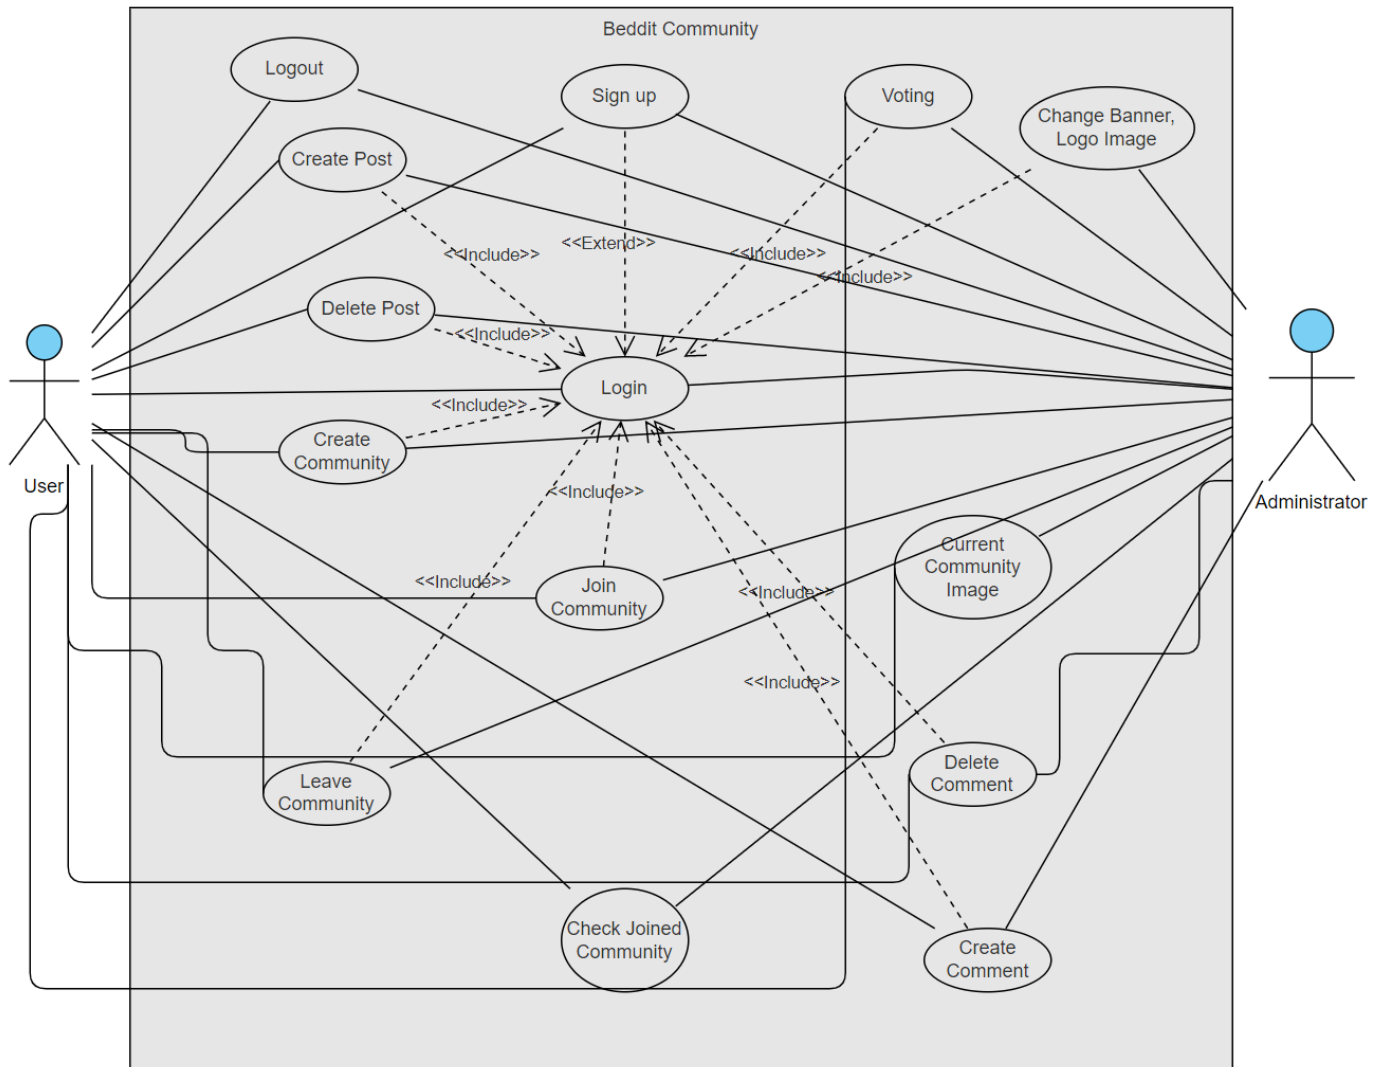 Beddit Community
Logout
Sign up
Voting
Change Banner,
Logo Image
Create Post
<<Include>>
<<Extend>>
<<Include>>
<<Include>>
Delete Post
<<Include>>
Login
<<Include>>
Create
Community
User
Administrator
<<Include>>
Current
Community
Image
<<Include>>
Join
Community
<<Include>>
<<Include>>
Leave
Community
Delete
Comment
Check Joined
Community
Create
Comment